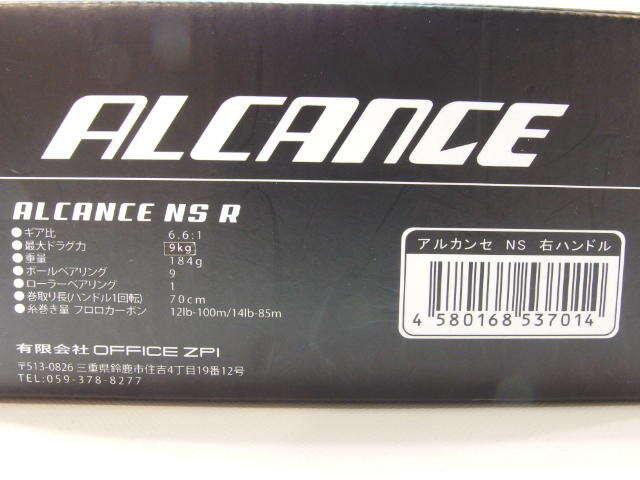 ALCANCE
ALCANCE NS R
●ギア比 6.6:1
●最大ドラグ力 9kg
●重量 184g
●ボールベアリング 9
●ローラーベアリング 1
●巻取り長(ハンドル1回転) 70cm
●糸巻き量 フロロカーボン 12lb-100m/14lb-85m
有限会社 OFFICE ZPI
〒513-0826 三重県鈴鹿市住吉4丁目19番12号
TEL:059-378-8277
アルカンセ NS 右ハンドル
4 580168 537014